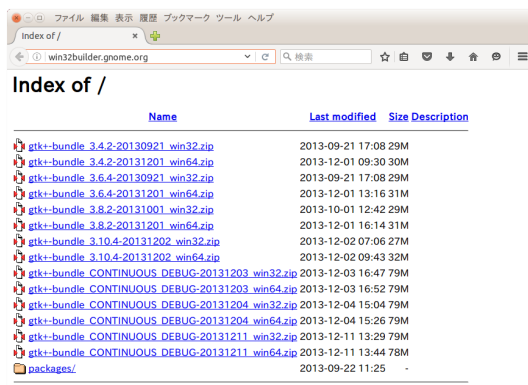 ファイル 編集 表示 履歴 ブックマーク ツール ヘルプ
Index of /
win32builder.gnome.org
検索
Index of /
Name Last modified Size Description
gtk+-bundle_3.4.2-20130921_win32.zip 2013-09-21 17:08 29M
gtk+-bundle_3.4.2-20131201_win64.zip 2013-12-01 09:30 30M
gtk+-bundle_3.6.4-20130921_win32.zip 2013-09-21 17:08 29M
gtk+-bundle_3.6.4-20131201_win64.zip 2013-12-01 13:16 31M
gtk+-bundle_3.8.2-20131001_win32.zip 2013-10-01 12:42 29M
gtk+-bundle_3.8.2-20131201_win64.zip 2013-12-01 16:14 31M
gtk+-bundle_3.10.4-20131202_win32.zip 2013-12-02 07:06 27M
gtk+-bundle_3.10.4-20131202_win64.zip 2013-12-02 09:43 32M
gtk+-bundle_CONTINUOUS_DEBUG-20131203_win32.zip 2013-12-03 16:47 79M
gtk+-bundle_CONTINUOUS_DEBUG-20131203_win64.zip 2013-12-03 16:52 79M
gtk+-bundle_CONTINUOUS_DEBUG-20131204_win32.zip 2013-12-04 15:04 79M
gtk+-bundle_CONTINUOUS_DEBUG-20131204_win64.zip 2013-12-04 15:26 79M
gtk+-bundle_CONTINUOUS_DEBUG-20131211_win32.zip 2013-12-11 13:29 79M
gtk+-bundle_CONTINUOUS_DEBUG-20131211_win64.zip 2013-12-11 13:44 78M
packages/ 2013-09-22 11:25 -